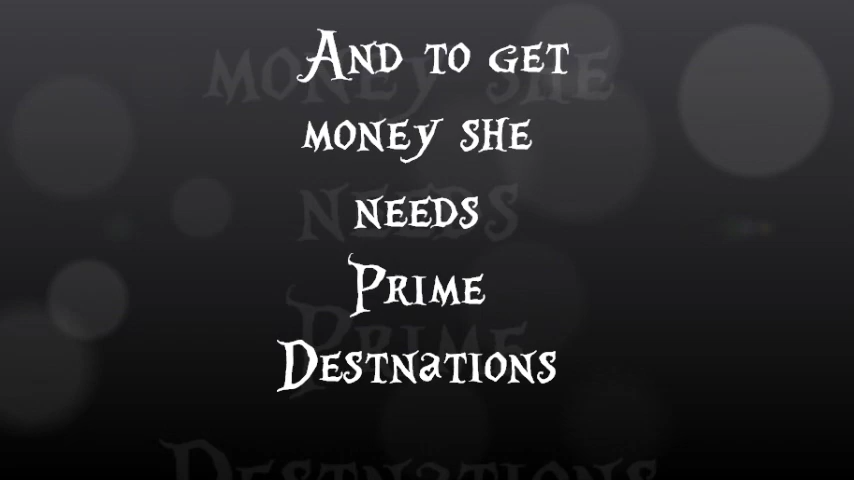 And to get
money she
needs
Prime
Destnations